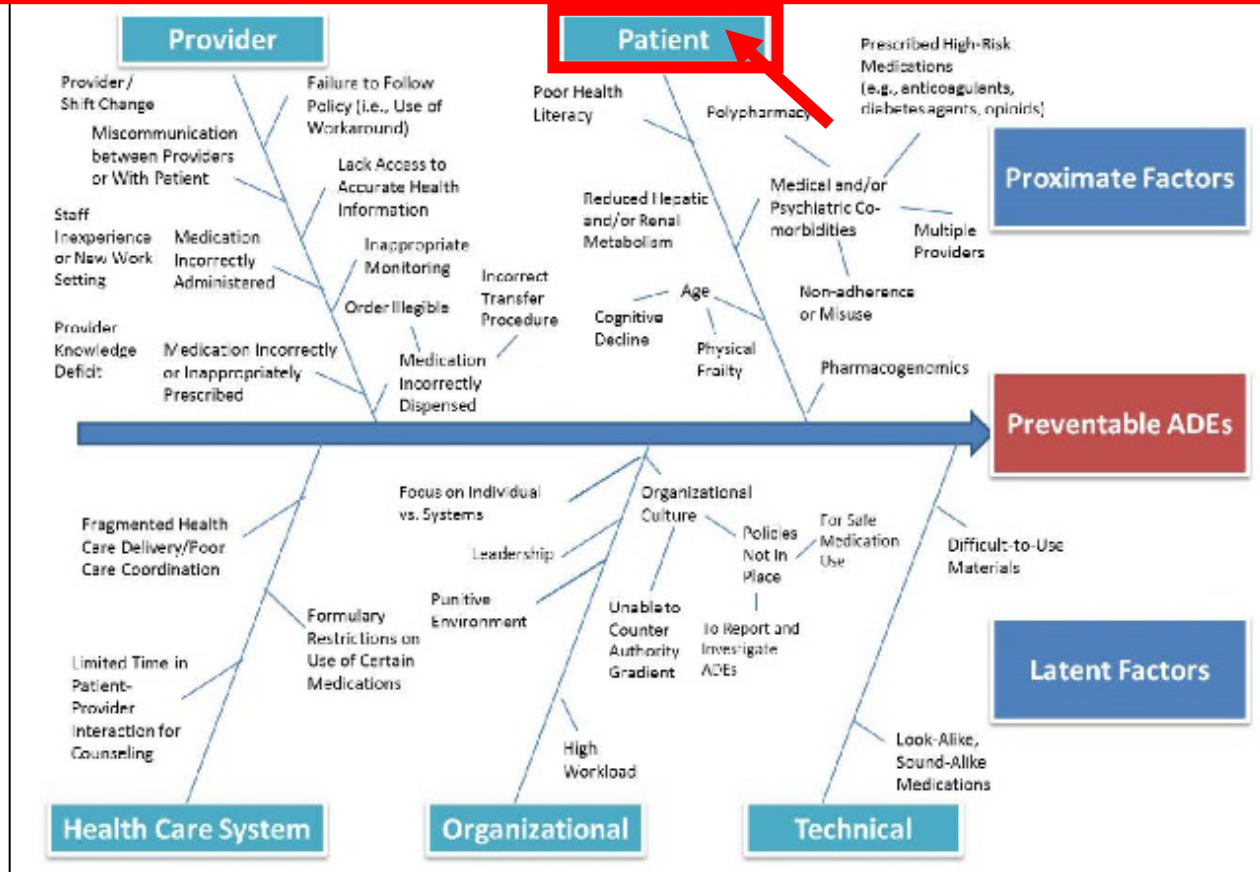 Provider
Patient
Provider /
Shift Change
Failure to Follow
Policy (i.e., Use of
Workaround)
Miscommunication
between Providers
or With Patient
Lack Access to
Accurate Health
Information
Staff
Inexperience
or New Work
Setting
Medication
Incorrectly
Administered
Inappropriate
Monitoring
Order Illegible
Incorrect
Transfer
Procedure
Provider
Knowledge
Deficit
Medication Incorrectly
or Inappropriately
Prescribed
Medication
Incorrectly
Dispensed
Poor Health
Literacy
Polypharmacy
Prescribed High-Risk
Medications
(e.g., anticoagulants,
diabetes agents, opioids)
Reduced Hepatic
and/or Renal
Metabolism
Medical and/or
Psychiatric Co-
morbidities
Multiple
Providers
Age
Cognitive
Decline
Physical
Frailty
Non-adherence
or Misuse
Pharmacogenomics
Proximate Factors
Preventable ADEs
Fragmented Health
Care Delivery/Poor
Care Coordination
Formulary
Restrictions on
Use of Certain
Medications
Limited Time in
Patient-
Provider
Interaction for
Counseling
Focus on Individual
vs. Systems
Leadership
Punitive
Environment
Organizational
Culture
Policies
Not In
Place
For Safe
Medication
Use
Unable to
Counter
Authority
Gradient
To Report and
Investigate
ADEs
High
Workload
Difficult-to-Use
Materials
Look-Alike,
Sound-Alike
Medications
Latent Factors
Health Care System
Organizational
Technical